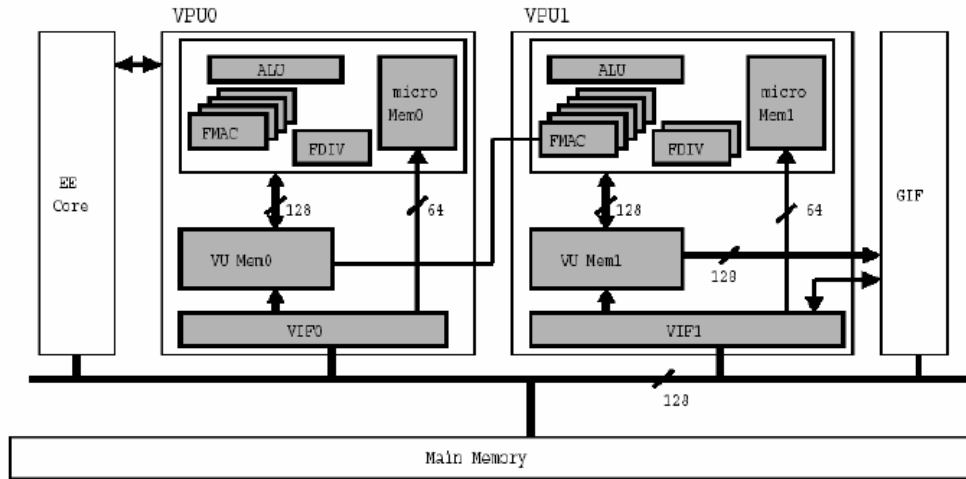 VPU0
VPU1
ALU
micro
Mem0
FMAC
FDIV
ALU
micro
Mem1
FMAC
FDIV
EE
Core
GIF
128
64
128
64
VU Mem0
VU Mem1
128
VIF0
VIF1
128
Main Memory